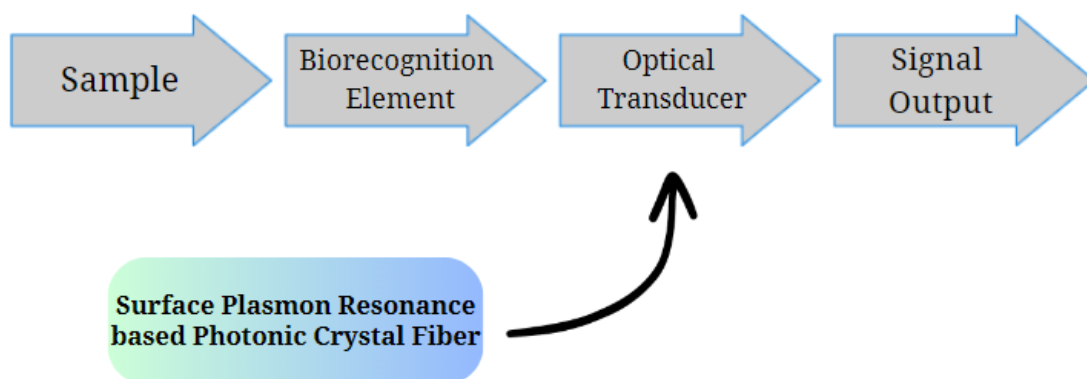 Sample
Biorecognition
Element
Optical
Transducer
Signal
Output
Surface Plasmon Resonance
based Photonic Crystal Fiber